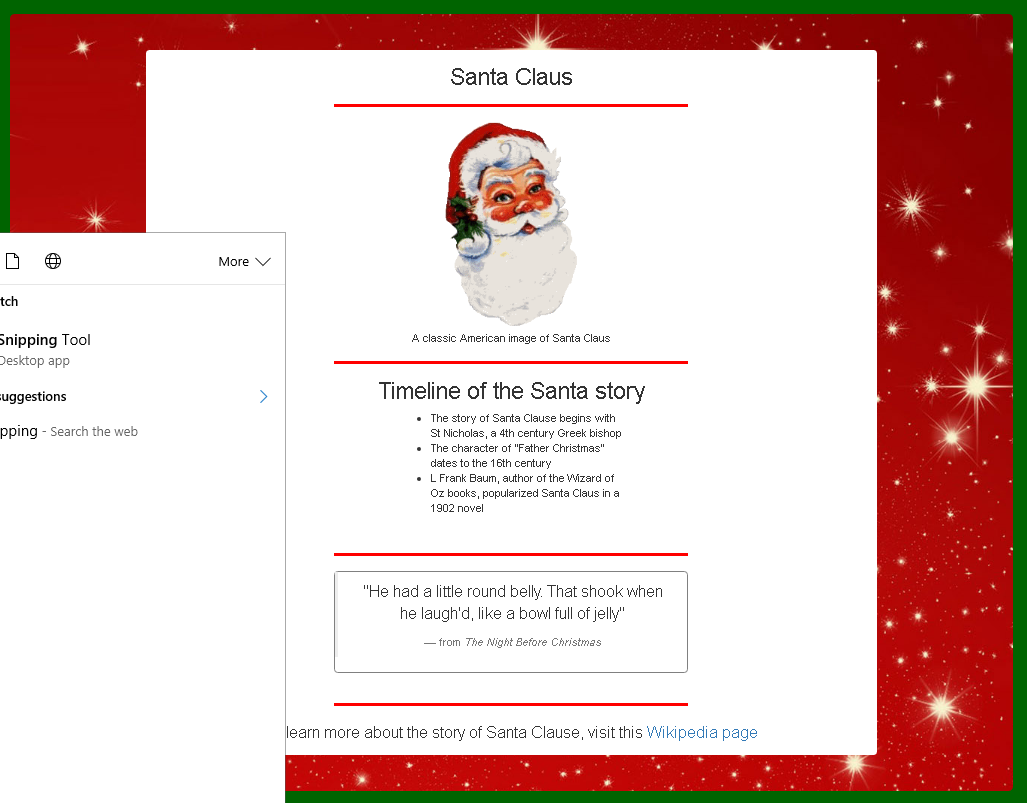 Santa Claus
A classic American image of Santa Claus
Timeline of the Santa story
• The story of Santa Clause begins with
St Nicholas, a 4th century Greek bishop
• The character of "Father Christmas"
dates to the 16th century
• L Frank Baum, author of the Wizard of
Oz books, popularized Santa Claus in a
1902 novel
"He had a little round belly. That shook when
he laugh'd, like a bowl full of jelly"
— from The Night Before Christmas
learn more about the story of Santa Clause, visit this Wikipedia page
More
tch
Snipping Tool
Desktop app
suggestions
pping - Search the web